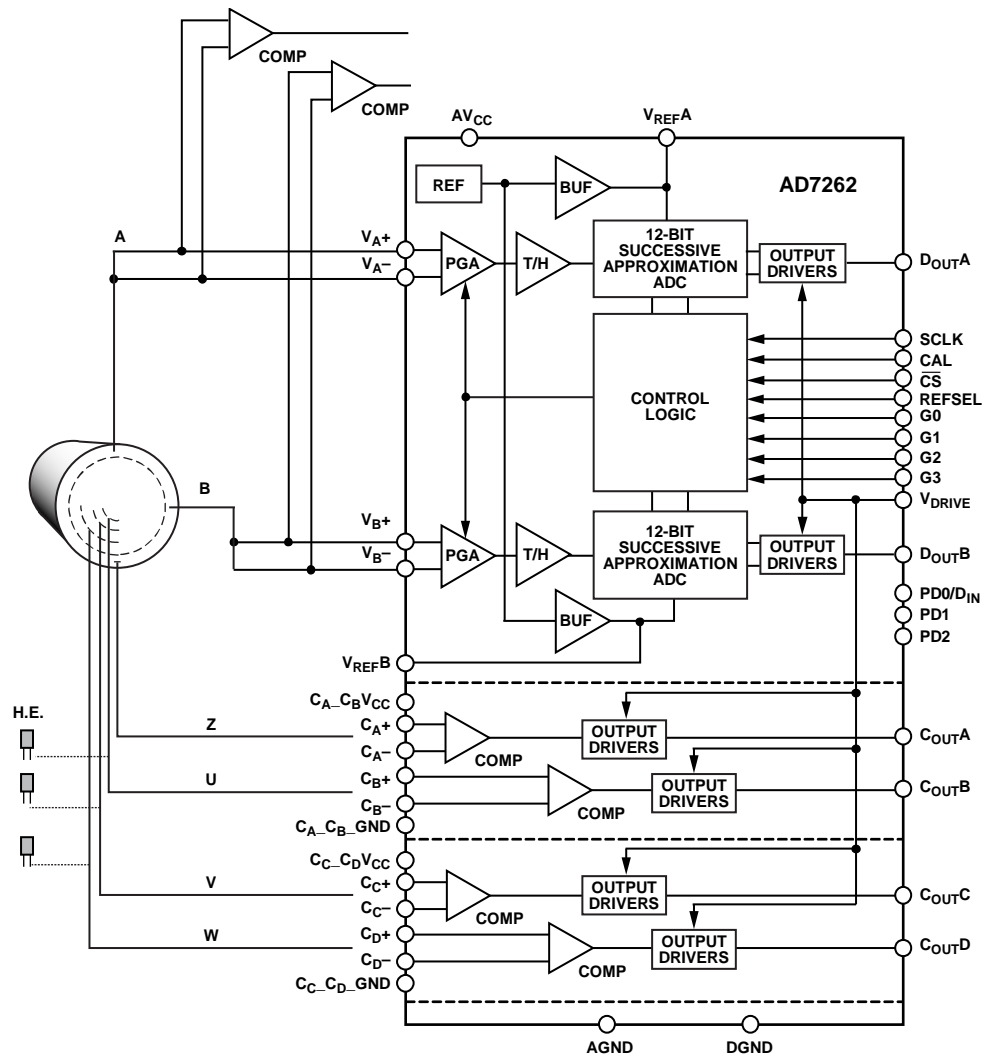 COMP
COMP
AVCC
VREFA
AD7262
REF
BUF
A
VA+
VA–
PGA
T/H
12-BIT
SUCCESSIVE
APPROXIMATION
ADC
OUTPUT
DRIVERS
DOUTA
CONTROL
LOGIC
SCLK
CAL
CS
REFSEL
G0
G1
G2
G3
VDRIVE
B
VB+
VB–
PGA
T/H
12-BIT
SUCCESSIVE
APPROXIMATION
ADC
OUTPUT
DRIVERS
DOUTB
PD0/DIN
PD1
PD2
BUF
VREFB
H.E.
CA_CBVCC
Z
CA+
CA–
COMP
OUTPUT
DRIVERS
COUTA
U
CB+
CB–
COMP
OUTPUT
DRIVERS
COUTB
CA_CB_GND
CC_CDVCC
V
CC+
CC–
COMP
OUTPUT
DRIVERS
COUTC
W
CD+
CD–
COMP
OUTPUT
DRIVERS
COUTD
CC_CD_GND
AGND
DGND